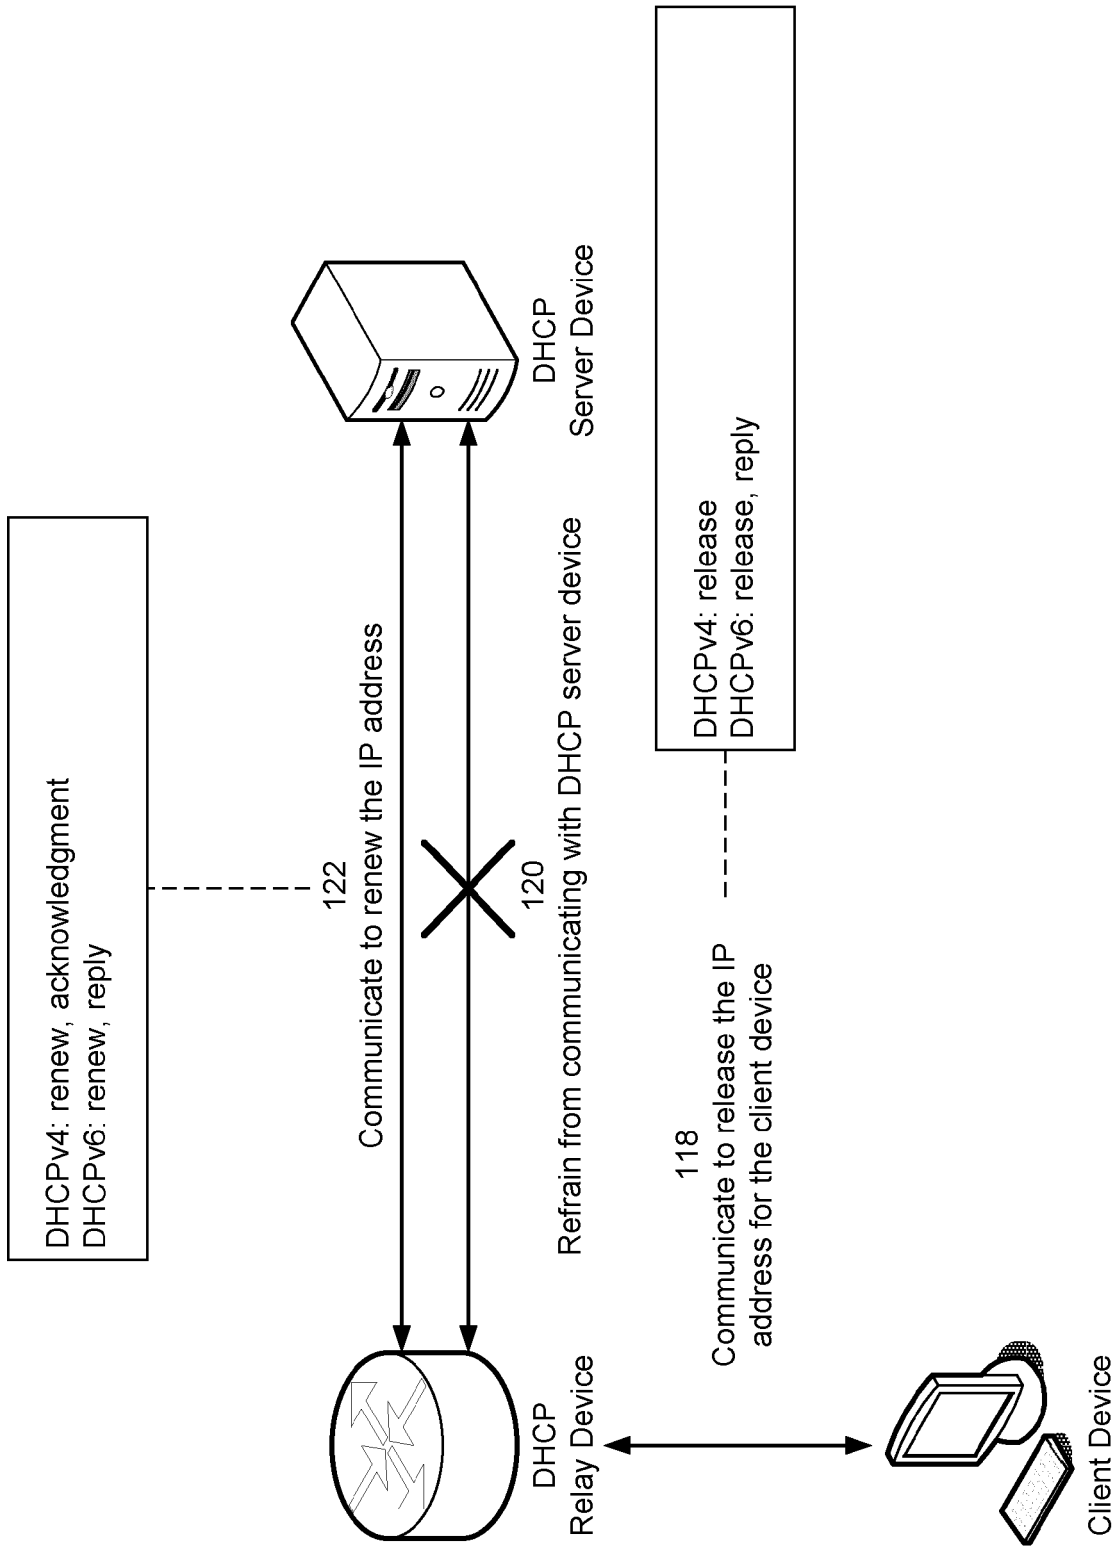 DHCPv4: renew, acknowledgment
DHCPv6: renew, reply
122
Communicate to renew the IP address
120
Refrain from communicating with DHCP server device
DHCP
Relay Device
DHCP
Server Device
118
Communicate to release the IP
address for the client device
DHCPv4: release
DHCPv6: release, reply
Client Device